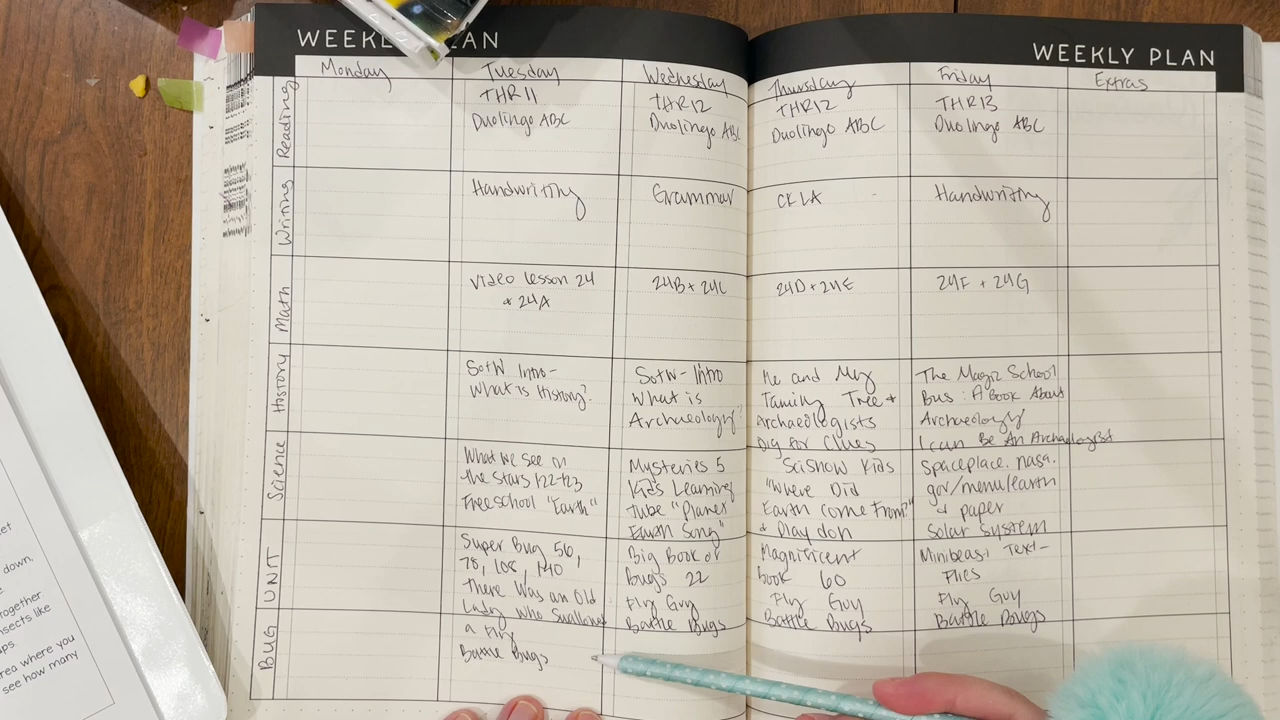 WEEKLY PLAN
WEEKLY PLAN
Monday
Tuesday
Wednesday
Thursday
Friday
Extras
Reading
THR11
Duolingo ABC
THR12
Duolingo ABC
THR12
Duolingo ABC
THR13
Duolingo ABC
Writing
Handwriting
Grammar
CKLA
Handwriting
Math
Video lesson 24
+ 24A
24B + 24C
24D + 24E
24F + 24G
History
SotW Intro-
What is History?
SotW - Intro
What is
Archaeology?
Me and My
Family Tree +
Archaeologists
Dig for Clues
The Magic School
Bus: A Book About
Archaeology
I can Be An Archaeologist
Science
What We See in
the Stars 122-123
Freeschool "Earth"
Mysteries 5
Kids Learning
Tube "Planet
Earth Song"
SciShow Kids
"Where Did
Earth Come From?"
+ Playdoh
Spaceplace.nasa.
gov/menu/earth
+ paper
Solar System
BUG UNIT
Super Bug 56,
78, 108, 140
There Was an Old
Lady Who Swallowed
a Fly
Battle Bugs
Big Book of
Bugs 22
Fly Guy
Battle Bugs
Magnificent
Book 60
Fly Guy
Battle Bugs
Minibeast Text-
Flies
Fly Guy
Battle Bugs
down,
together
sects like
rea where you
see how many